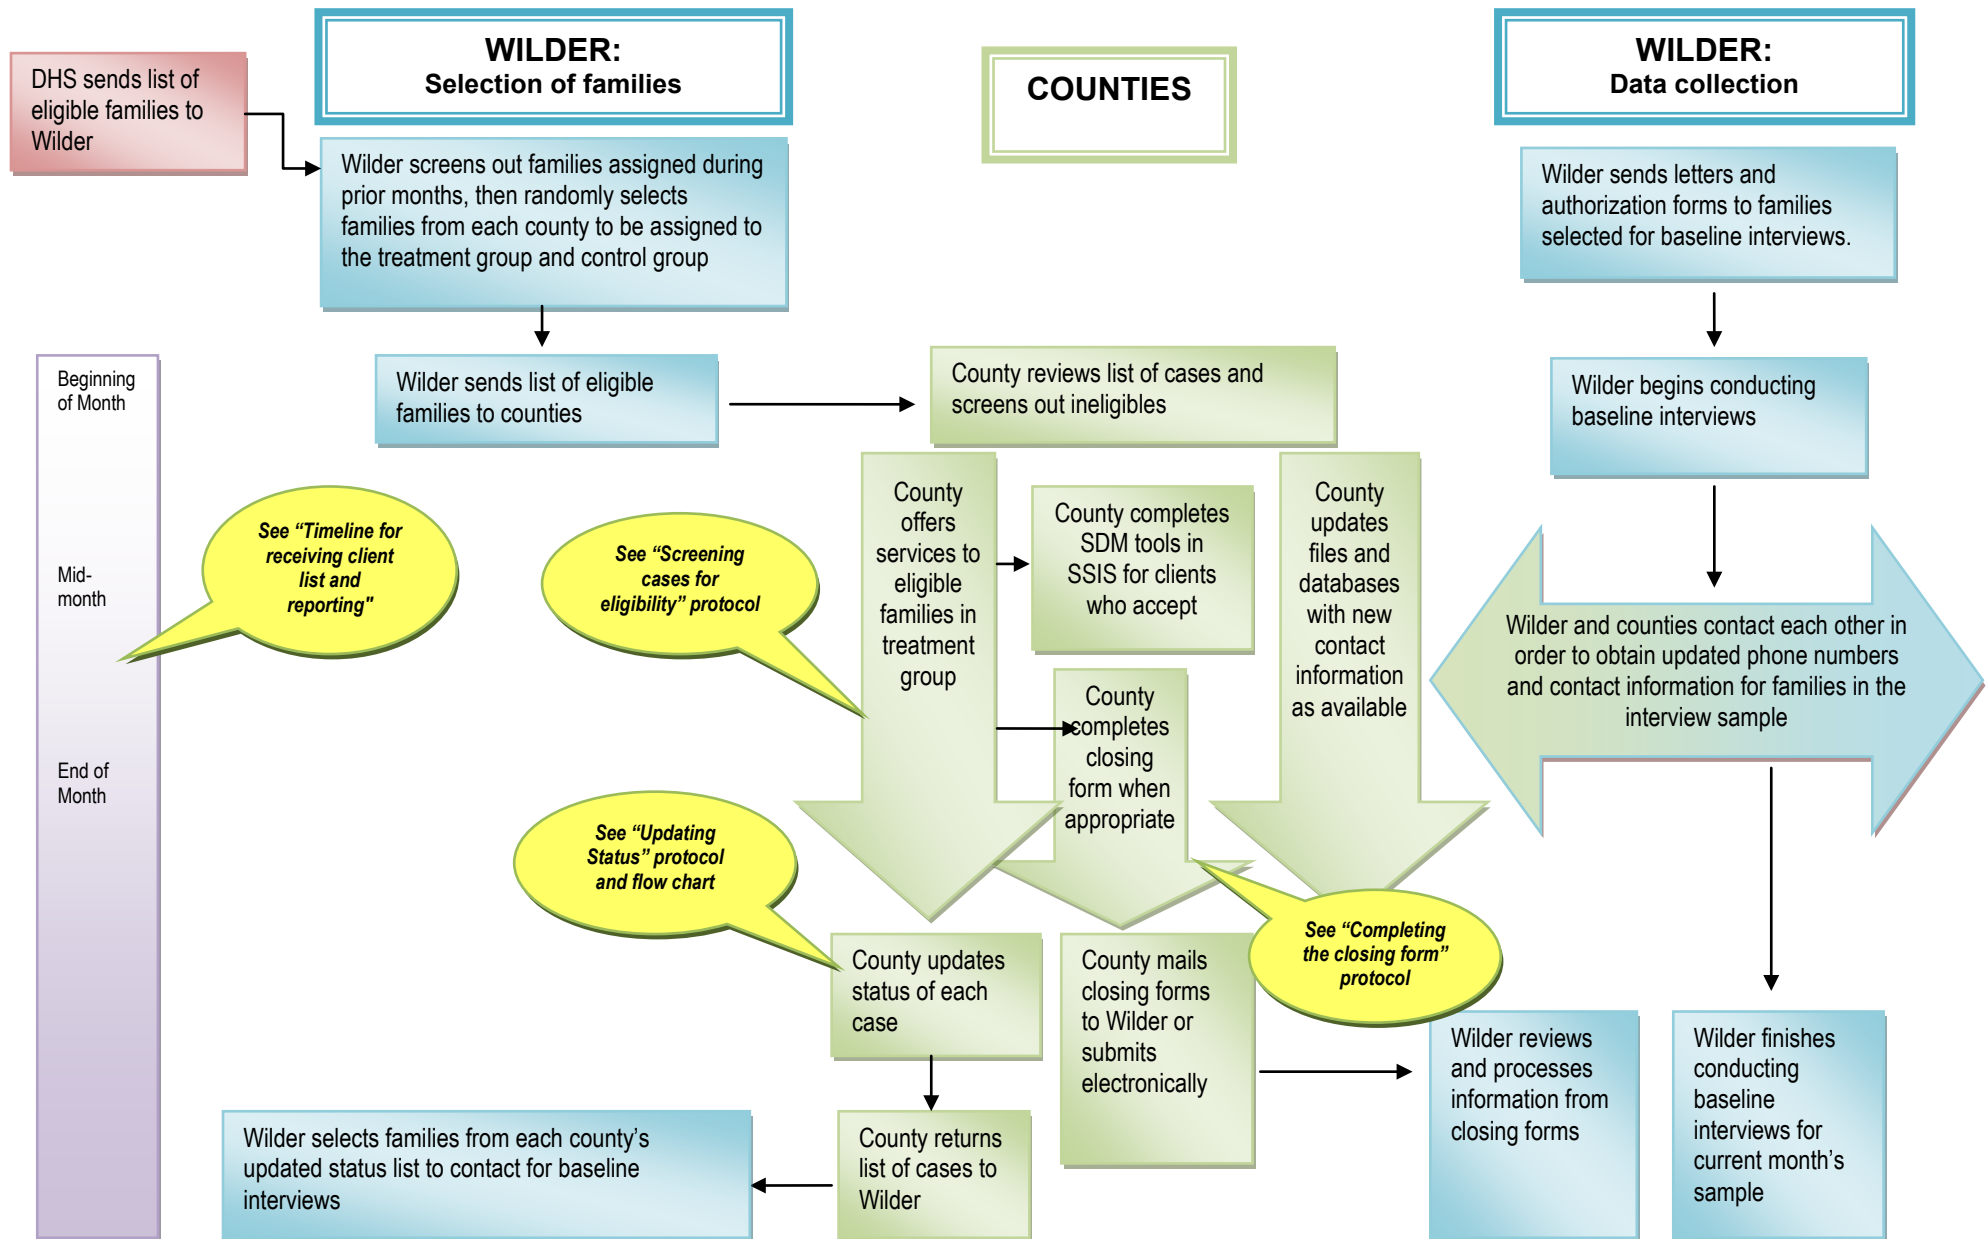 DHS sends list of
eligible families to
Wilder
WILDER:
Selection of families
COUNTIES
WILDER:
Data collection
Wilder screens out families assigned during
prior months, then randomly selects
families from each county to be assigned to
the treatment group and control group
Wilder sends letters and
authorization forms to families
selected for baseline interviews.
Beginning
of Month
Mid-
month
End of
Month
Wilder sends list of eligible
families to counties
County reviews list of cases and
screens out ineligibles
Wilder begins conducting
baseline interviews
See “Timeline for
receiving client
list and
reporting"
See “Screening
cases for
eligibility” protocol
County
offers
services to
eligible
families in
treatment
group
County completes
SDM tools in
SSIS for clients
who accept
County
updates
files and
databases
with new
contact
information
as available
Wilder and counties contact each other in
order to obtain updated phone numbers
and contact information for families in the
interview sample
County
completes
closing
form when
appropriate
See “Updating
Status” protocol
and flow chart
See “Completing
the closing form”
protocol
County updates
status of each
case
County mails
closing forms
to Wilder or
submits
electronically
Wilder reviews
and processes
information from
closing forms
Wilder finishes
conducting
baseline
interviews for
current month’s
sample
Wilder selects families from each county’s
updated status list to contact for baseline
interviews
County returns
list of cases to
Wilder